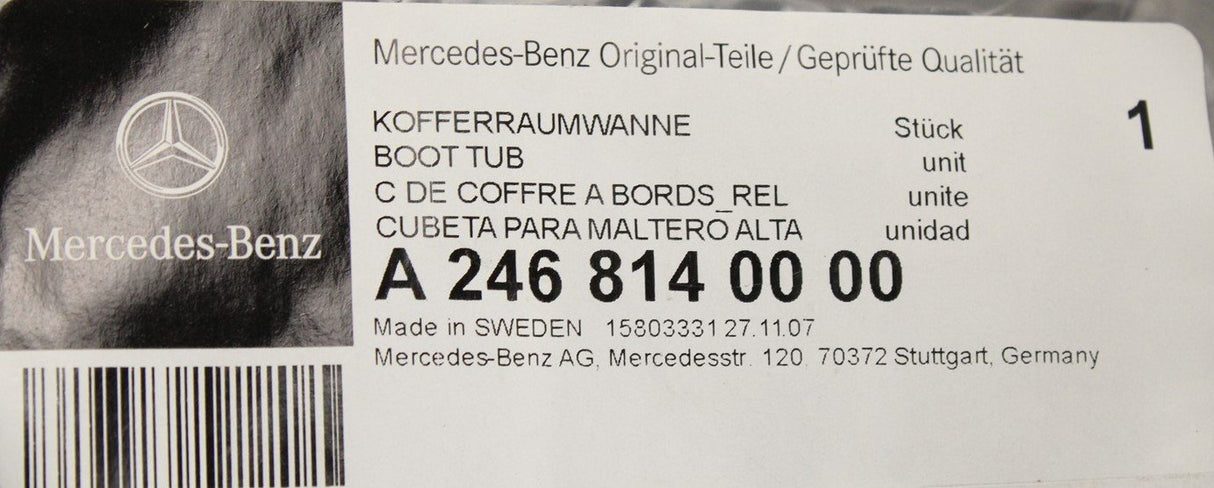 Mercedes-Benz Original-Teile / Geprüfte Qualität
KOFFERRAUMWANNE Stück 1
BOOT TUB unit
C DE COFFRE A BORDS_REL unite
CUBETA PARA MALTERO ALTA unidad
Mercedes-Benz
A 246 814 00 00
Made in SWEDEN 15803331 27.11.07
Mercedes-Benz AG, Mercedesstr. 120, 70372 Stuttgart, Germany